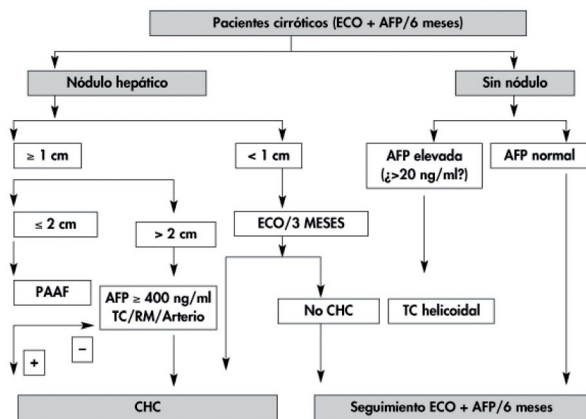 Pacientes cirróticos (ECO + AFP/6 meses)
Nódulo hepático
Sin nódulo
≥ 1 cm
< 1 cm
AFP elevada
(¿>20 ng/ml?)
AFP normal
≤ 2 cm
> 2 cm
ECO/3 MESES
PAAF
AFP ≥ 400 ng/ml
TC/RM/Arterio
No CHC
TC helicoidal
+
−
CHC
Seguimiento ECO + AFP/6 meses